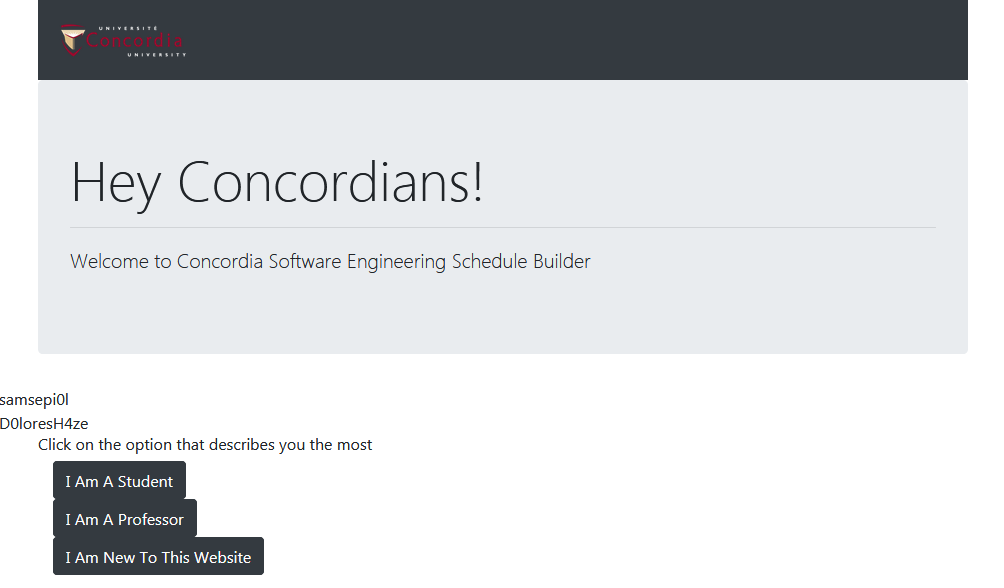 UNIVERSITÉ
Concordia
UNIVERSITY
Hey Concordians!
Welcome to Concordia Software Engineering Schedule Builder
samsepi0l
D0loresH4ze
Click on the option that describes you the most
I Am A Student
I Am A Professor
I Am New To This Website